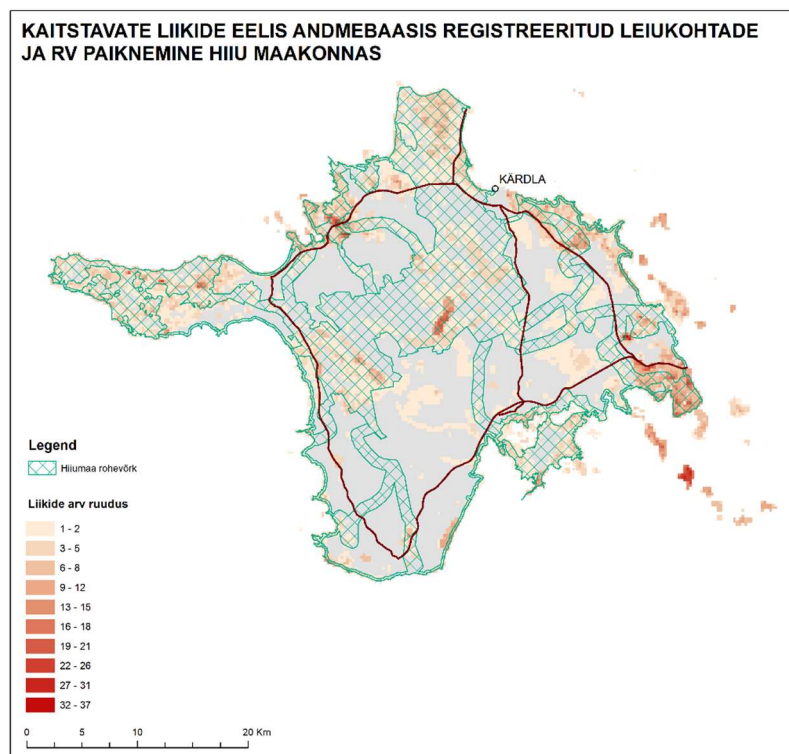 KAITSTAVATE LIIKIDE EELIS ANDMEBAASIS REGISTREERITUD LEIUKOHTADE
JA RV PAIKNEMINE HIIU MAAKONNAS
KÄRDLA
Legend
Hiiumaa rohevõrk
Liikide arv ruudus
1 - 2
3 - 5
6 - 8
9 - 12
13 - 15
16 - 18
19 - 21
22 - 26
27 - 31
32 - 37
0 5 10 20 Km